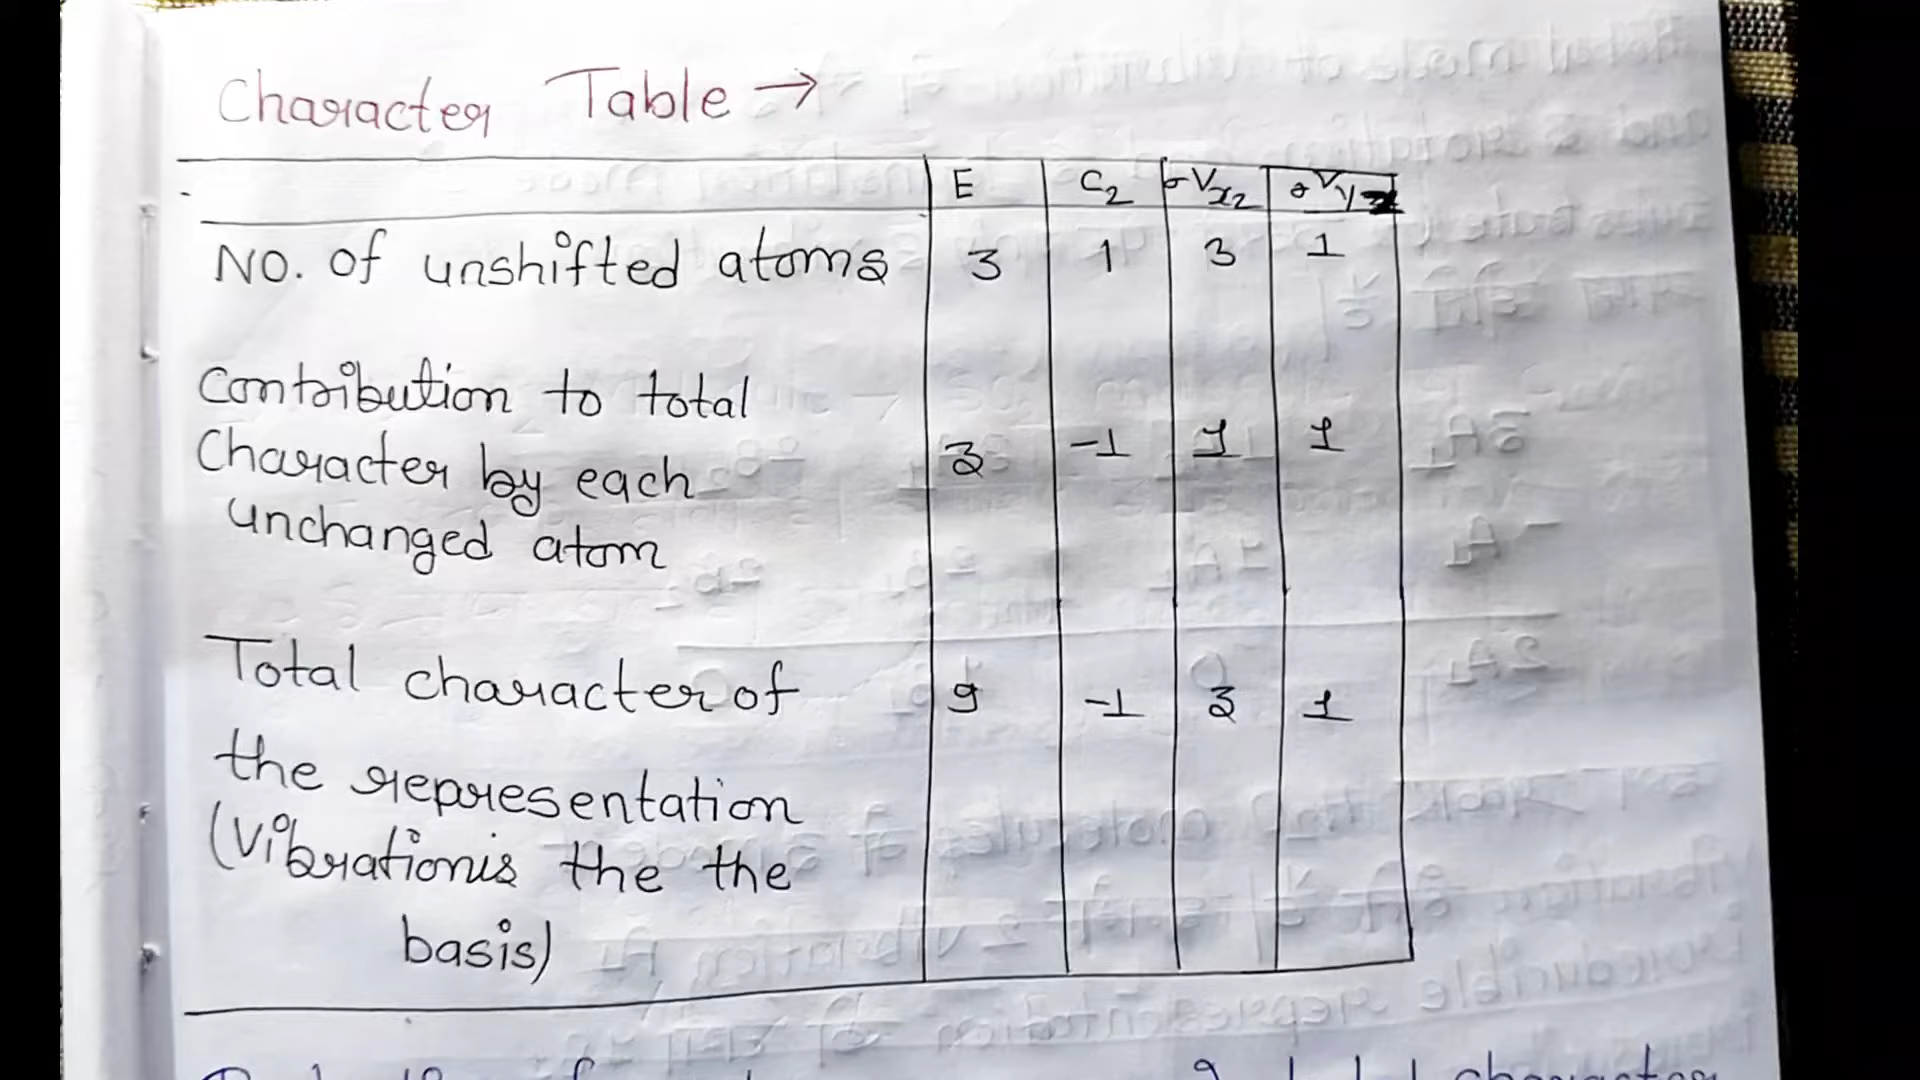 Character Table →
E C2 σVxz σVy
No. of unshifted atoms 3 1 3 1
Contribution to total
Character by each 3 -1 1 1
unchanged atom
Total character of 9 -1 3 1
the representation
(Vibrationis the the
basis)